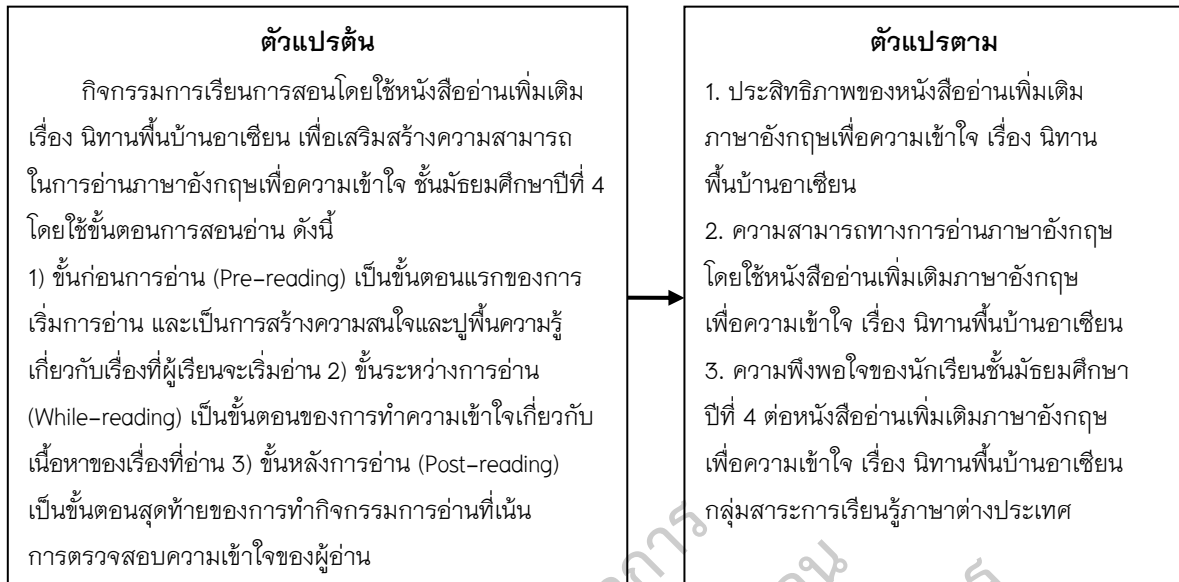 ตัวแปรต้น
กิจกรรมการเรียนการสอนโดยใช้หนังสืออ่านเพิ่มเติม
เรื่อง นิทานพื้นบ้านอาเซียน เพื่อเสริมสร้างความสามารถ
ในการอ่านภาษาอังกฤษเพื่อความเข้าใจ ชั้นมัธยมศึกษาปีที่ 4
โดยใช้ขั้นตอนการสอนอ่าน ดังนี้
1) ขั้นก่อนการอ่าน (Pre–reading) เป็นขั้นตอนแรกของการ
เริ่มการอ่าน และเป็นการสร้างความสนใจและปูพื้นความรู้
เกี่ยวกับเรื่องที่ผู้เรียนจะเริ่มอ่าน 2) ขั้นระหว่างการอ่าน
(While–reading) เป็นขั้นตอนของการทำความเข้าใจเกี่ยวกับ
เนื้อหาของเรื่องที่อ่าน 3) ขั้นหลังการอ่าน (Post–reading)
เป็นขั้นตอนสุดท้ายของการทำกิจกรรมการอ่านที่เน้น
การตรวจสอบความเข้าใจของผู้อ่าน
ตัวแปรตาม
1. ประสิทธิภาพของหนังสืออ่านเพิ่มเติม
ภาษาอังกฤษเพื่อความเข้าใจ เรื่อง นิทาน
พื้นบ้านอาเซียน
2. ความสามารถทางการอ่านภาษาอังกฤษ
โดยใช้หนังสืออ่านเพิ่มเติมภาษาอังกฤษ
เพื่อความเข้าใจ เรื่อง นิทานพื้นบ้านอาเซียน
3. ความพึงพอใจของนักเรียนชั้นมัธยมศึกษา
ปีที่ 4 ต่อหนังสืออ่านเพิ่มเติมภาษาอังกฤษ
เพื่อความเข้าใจ เรื่อง นิทานพื้นบ้านอาเซียน
กลุ่มสาระการเรียนรู้ภาษาต่างประเทศ